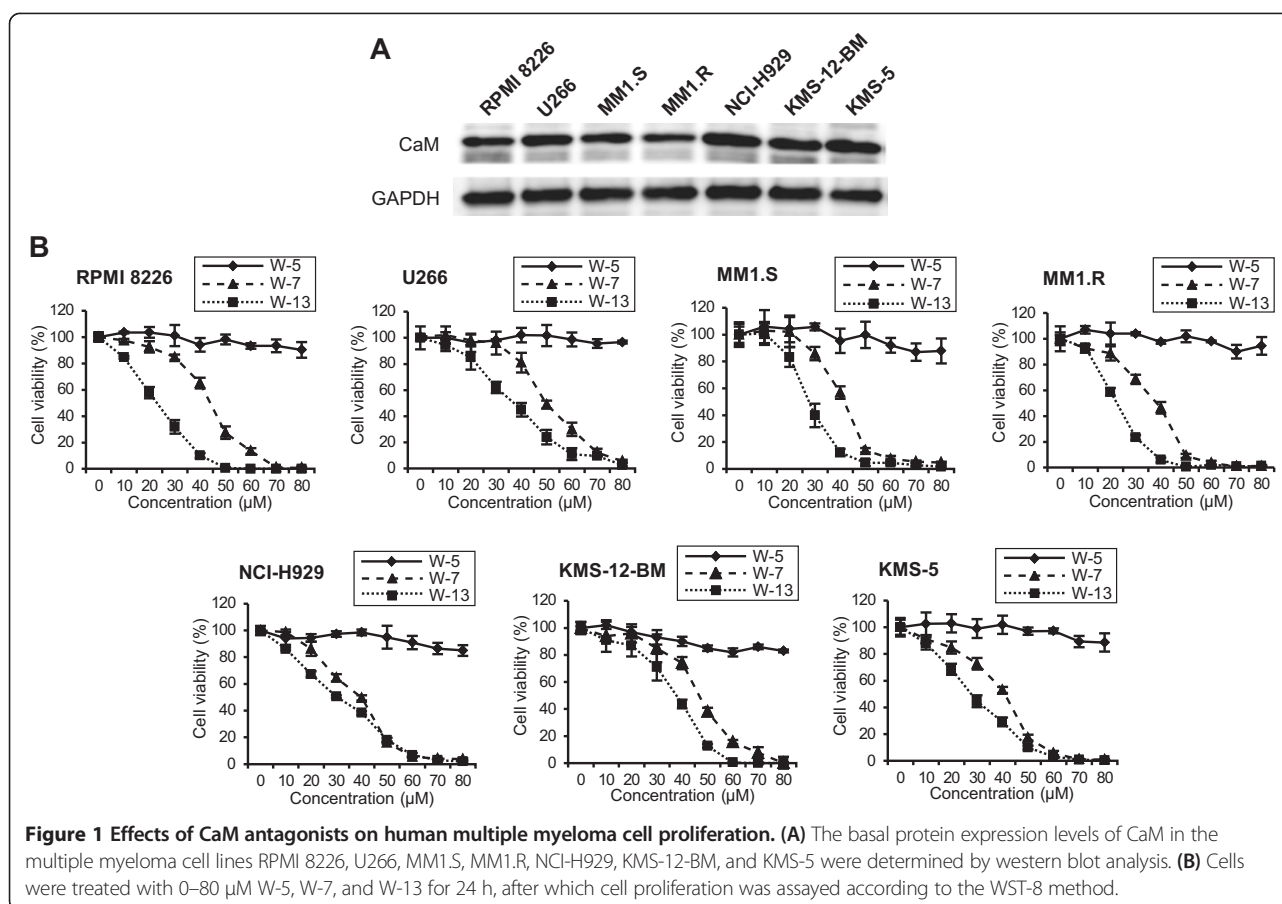 A
RPMI 8226 U266 MM1.S MM1.R NCI-H929 KMS-12-BM KMS-5
CaM
GAPDH
B
RPMI 8226
W-5
W-7
W-13
Cell viability (%)
120
100
80
60
40
20
0
0 10 20 30 40 50 60 70 80
Concentration (µM)
U266
W-5
W-7
W-13
Cell viability (%)
120
100
80
60
40
20
0
0 10 20 30 40 50 60 70 80
Concentration (µM)
MM1.S
W-5
W-7
W-13
Cell viability (%)
120
100
80
60
40
20
0
0 10 20 30 40 50 60 70 80
Concentration (µM)
MM1.R
W-5
W-7
W-13
Cell viability (%)
120
100
80
60
40
20
0
0 10 20 30 40 50 60 70 80
Concentration (µM)
NCI-H929
W-5
W-7
W-13
Cell viability (%)
120
100
80
60
40
20
0
0 10 20 30 40 50 60 70 80
Concentration (µM)
KMS-12-BM
W-5
W-7
W-13
Cell viability (%)
120
100
80
60
40
20
0
0 10 20 30 40 50 60 70 80
Concentration (µM)
KMS-5
W-5
W-7
W-13
Cell viability (%)
120
100
80
60
40
20
0
0 10 20 30 40 50 60 70 80
Concentration (µM)
Figure 1 Effects of CaM antagonists on human multiple myeloma cell proliferation. (A) The basal protein expression levels of CaM in the
multiple myeloma cell lines RPMI 8226, U266, MM1.S, MM1.R, NCI-H929, KMS-12-BM, and KMS-5 were determined by western blot analysis. (B) Cells
were treated with 0–80 µM W-5, W-7, and W-13 for 24 h, after which cell proliferation was assayed according to the WST-8 method.